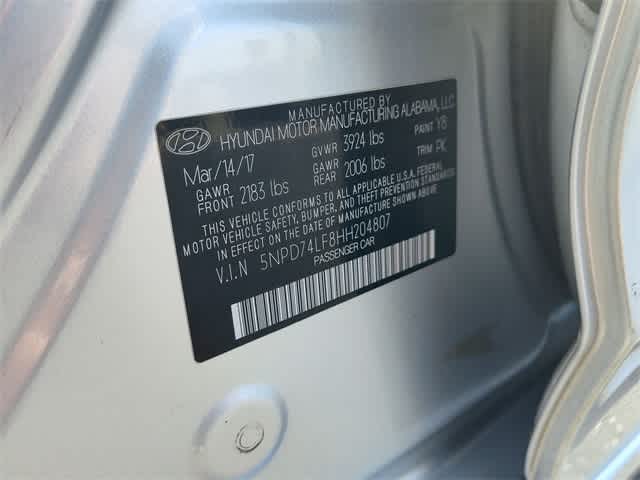 MANUFACTURED BY
HYUNDAI MOTOR MANUFACTURING ALABAMA, LLC
Mar/14/17 GVWR 3924 lbs PAINT Y8
GAWR FRONT 2183 lbs GAWR REAR 2006 lbs TRIM PK
THIS VEHICLE CONFORMS TO ALL APPLICABLE U.S.A. FEDERAL
MOTOR VEHICLE SAFETY, BUMPER, AND THEFT PREVENTION STANDARDS
IN EFFECT ON THE DATE OF MANUFACTURE SHOWN ABOVE.
V.I.N 5NPD74LF8HH204807
PASSENGER CAR